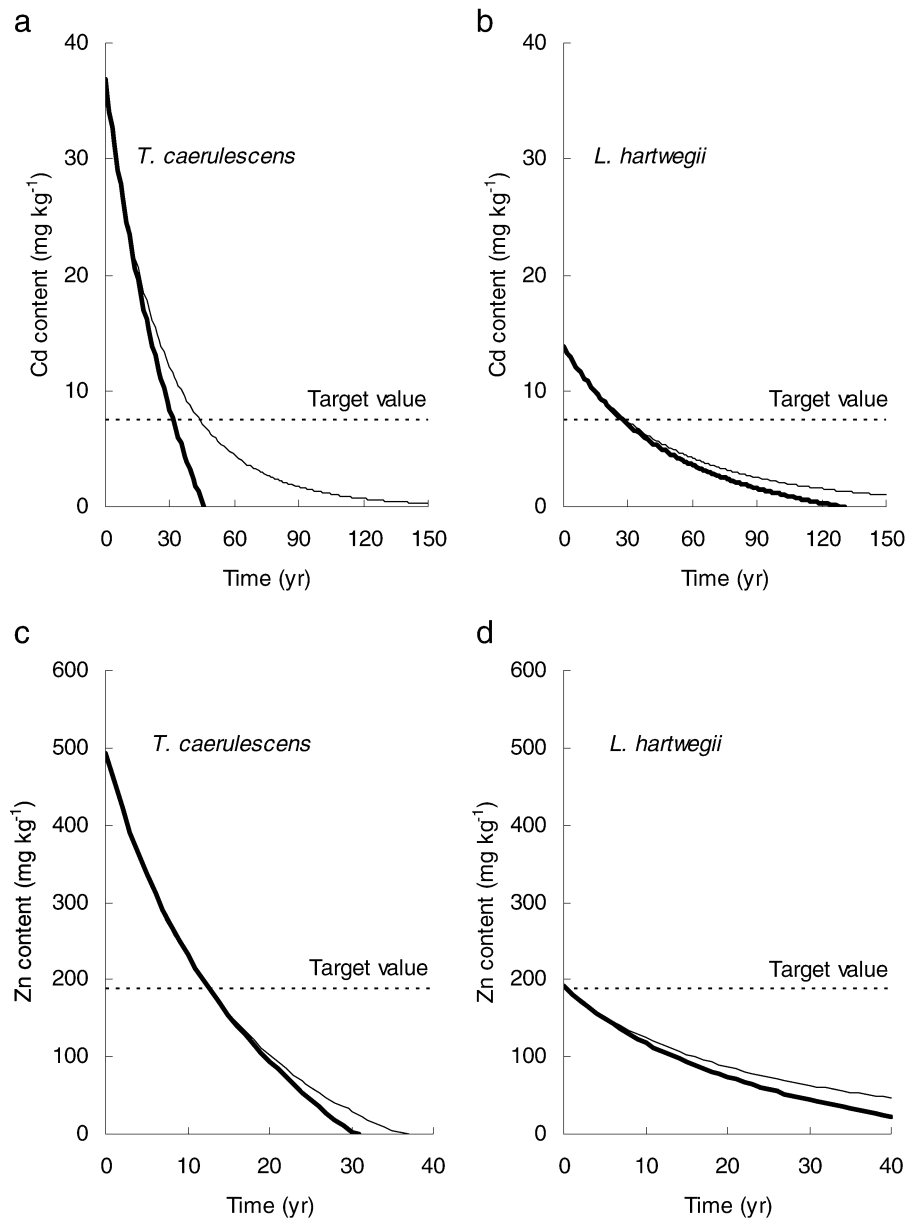 a
40
30
20
10
0
Cd content (mg kg-1)
T. caerulescens
Target value
0 30 60 90 120 150
Time (yr)
b
40
30
20
10
0
Cd content (mg kg-1)
L. hartwegii
Target value
0 30 60 90 120 150
Time (yr)
c
600
500
400
300
200
100
0
Zn content (mg kg-1)
T. caerulescens
Target value
0 10 20 30 40
Time (yr)
d
600
500
400
300
200
100
0
Zn content (mg kg-1)
L. hartwegii
Target value
0 10 20 30 40
Time (yr)